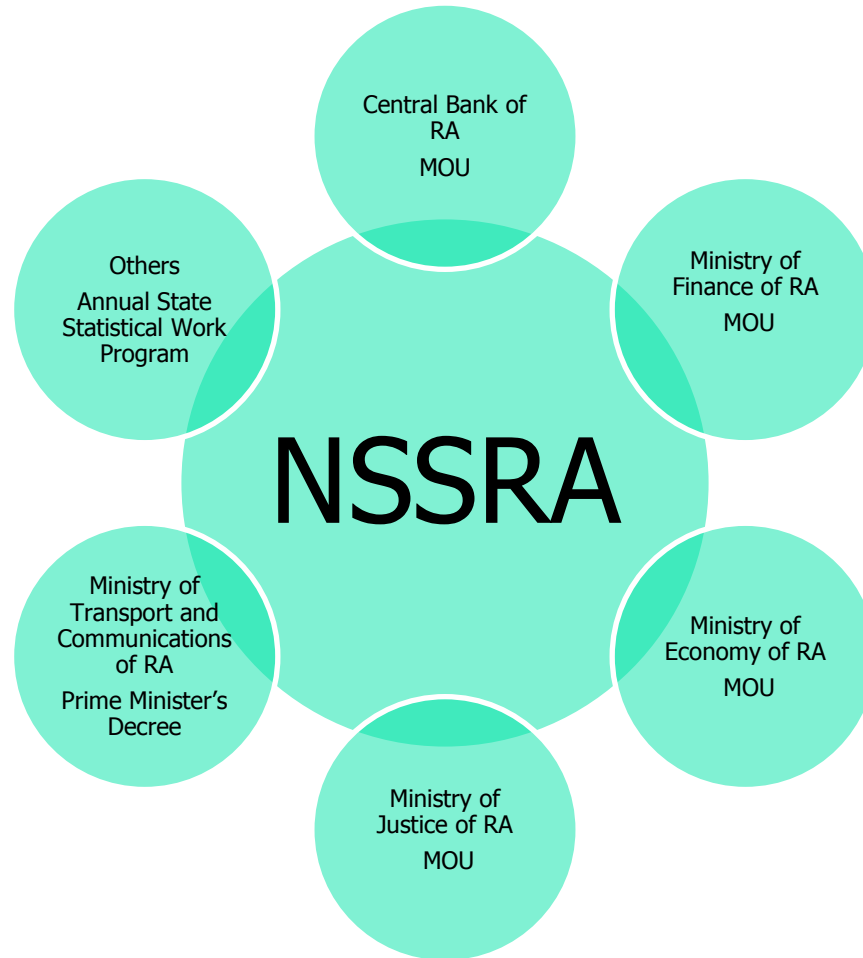 Central Bank of
RA
MOU
Ministry of
Finance of RA
MOU
Ministry of
Economy of RA
MOU
Ministry of
Justice of RA
MOU
Ministry of
Transport and
Communications
of RA
Prime Minister’s
Decree
Others
Annual State
Statistical Work
Program
NSSRA